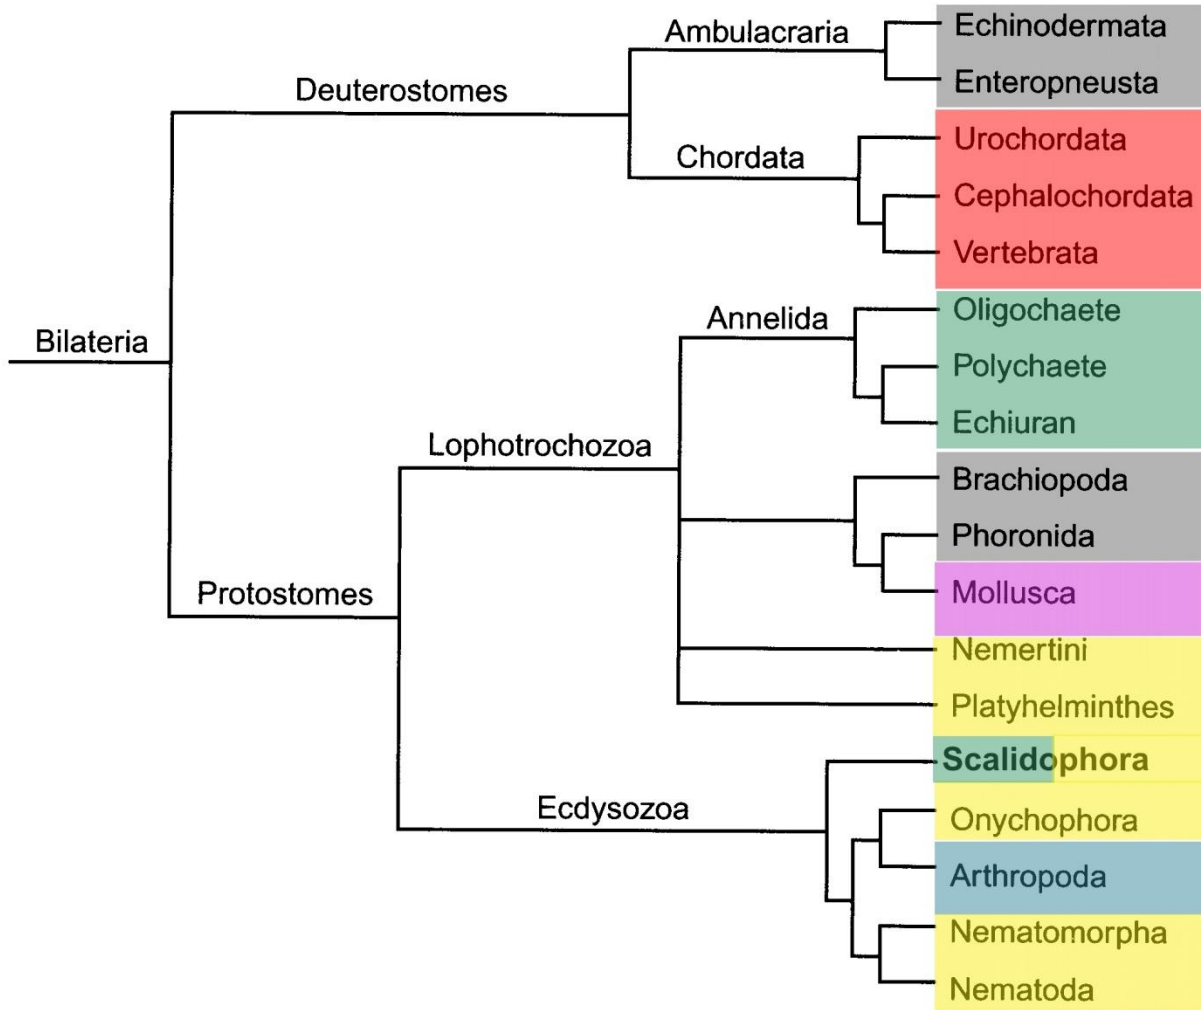 Ambulacraria
Echinodermata
Enteropneusta
Deuterostomes
Chordata
Urochordata
Cephalochordata
Vertebrata
Bilateria
Annelida
Oligochaete
Polychaete
Echiuran
Lophotrochozoa
Brachiopoda
Phoronida
Mollusca
Protostomes
Nemertini
Platyhelminthes
Scalidophora
Ecdysozoa
Onychophora
Arthropoda
Nematomorpha
Nematoda